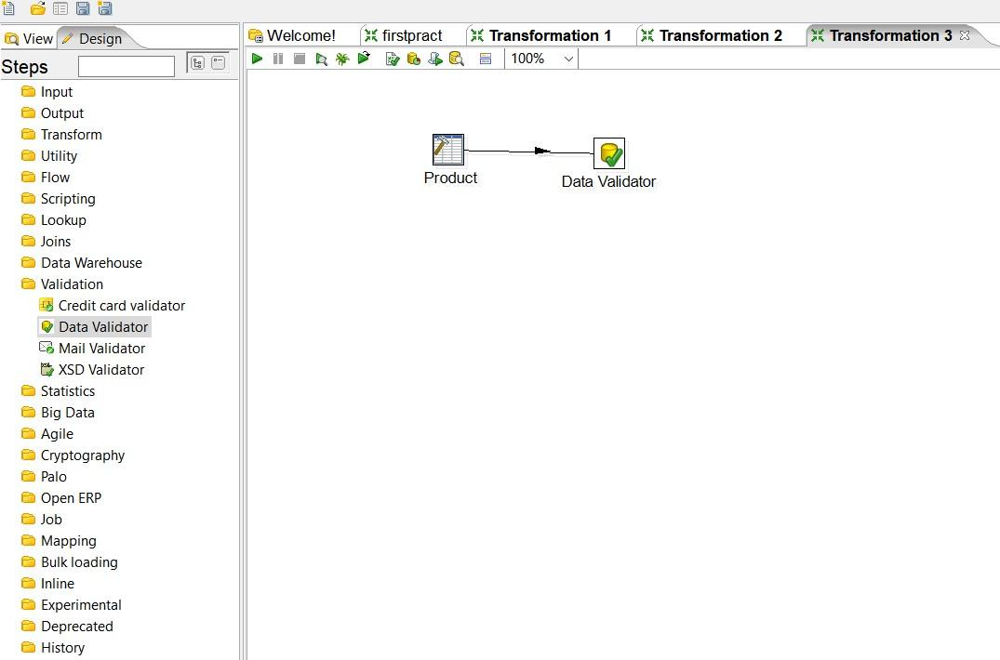 View Design
Steps
Input
Output
Transform
Utility
Flow
Scripting
Lookup
Joins
Data Warehouse
Validation
Credit card validator
Data Validator
Mail Validator
XSD Validator
Statistics
Big Data
Agile
Cryptography
Palo
Open ERP
Job
Mapping
Bulk loading
Inline
Experimental
Deprecated
History
Welcome! firstpract Transformation 1 Transformation 2 Transformation 3
100%
Product
Data Validator